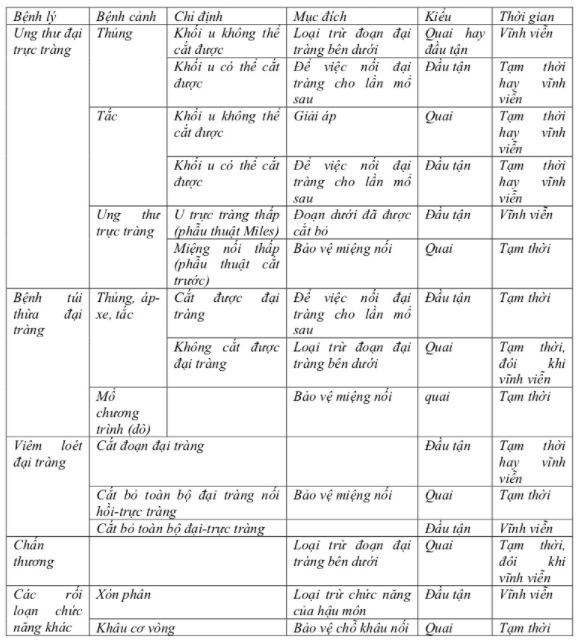 Bệnh lý Bệnh cảnh Chỉ định Mục đích Kiểu Thời gian
Ung thư đại trực tràng Thủng Khối u không thể cắt được Loại trừ đoạn đại tràng bên dưới Quai hay đầu tận Vĩnh viễn
Khối u có thể cắt được Để việc nối đại tràng cho lần mổ sau Đầu tận Tạm thời hay vĩnh viễn
Tắc Khối u không thể cắt được Giải áp Quai Tạm thời hay vĩnh viễn
Khối u có thể cắt được Để việc nối đại tràng cho lần mổ sau Đầu tận Tạm thời hay vĩnh viễn
Ung thư trực tràng U trực tràng thấp (phẫu thuật Miles) Đoạn dưới đã được cắt bỏ Đầu tận Vĩnh viễn
Miệng nối thấp (phẫu thuật cắt trước) Bảo vệ miệng nối Quai Tạm thời
Bệnh túi thừa đại tràng Thủng, áp-xe, tắc Cắt được đại tràng Để việc nối đại tràng cho lần mổ sau Đầu tận Tạm thời
Không cắt được đại tràng Loại trừ đoạn đại tràng bên dưới Quai Tạm thời, đôi khi vĩnh viễn
Mổ chương trình (dò) Bảo vệ miệng nối quai Tạm thời
Viêm loét đại tràng Cắt đoạn đại tràng Đầu tận Tạm thời hay vĩnh viễn
Cắt bỏ toàn bộ đại tràng nối hồi-trực tràng Bảo vệ miệng nối Quai Tạm thời
Cắt bỏ toàn bộ đại-trực tràng Đầu tận Vĩnh viễn
Chấn thương Loại trừ đoạn đại tràng bên dưới Quai Tạm thời, đôi khi vĩnh viễn
Các rối loạn chức năng khác Xón phân Loại trừ chức năng của hậu môn Đầu tận Vĩnh viễn
Khâu cơ vòng Bảo vệ chỗ khâu nối Quai Tạm thời